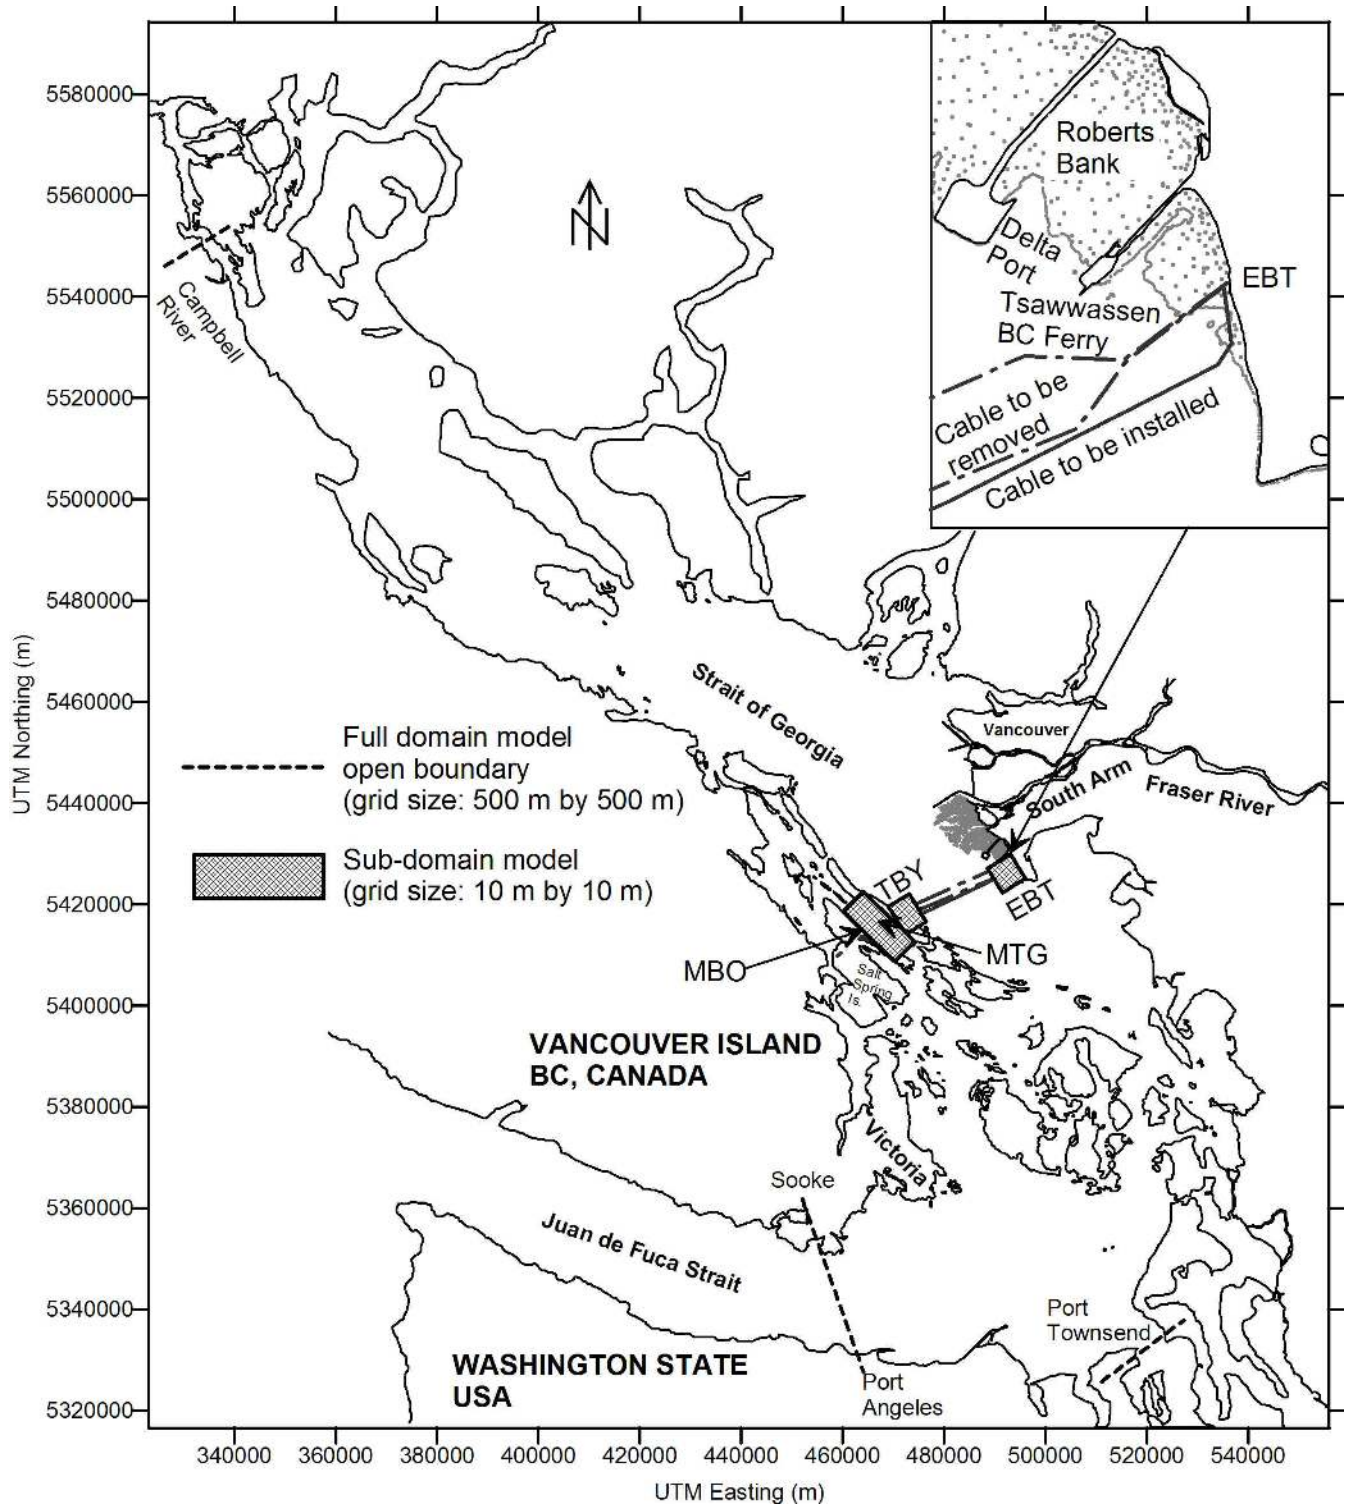 5580000
5560000
5540000
5520000
5500000
5480000
5460000
5440000
5420000
5400000
5380000
5360000
5340000
5320000
UTM Northing (m)
340000
360000
380000
400000
420000
440000
460000
480000
500000
520000
540000
UTM Easting (m)
N
Campbell
River
Roberts
Bank
Delta
Port
EBT
Tsawwassen
BC Ferry
Cable to be
removed
Cable to be installed
Strait of Georgia
Vancouver
South Arm
Fraser River
Full domain model
open boundary
(grid size: 500 m by 500 m)
Sub-domain model
(grid size: 10 m by 10 m)
TBY
EBT
MBO
MTG
Salt
Spring
Is.
VANCOUVER ISLAND
BC, CANADA
Victoria
Sooke
Juan de Fuca Strait
Port
Townsend
WASHINGTON STATE
USA
Port
Angeles